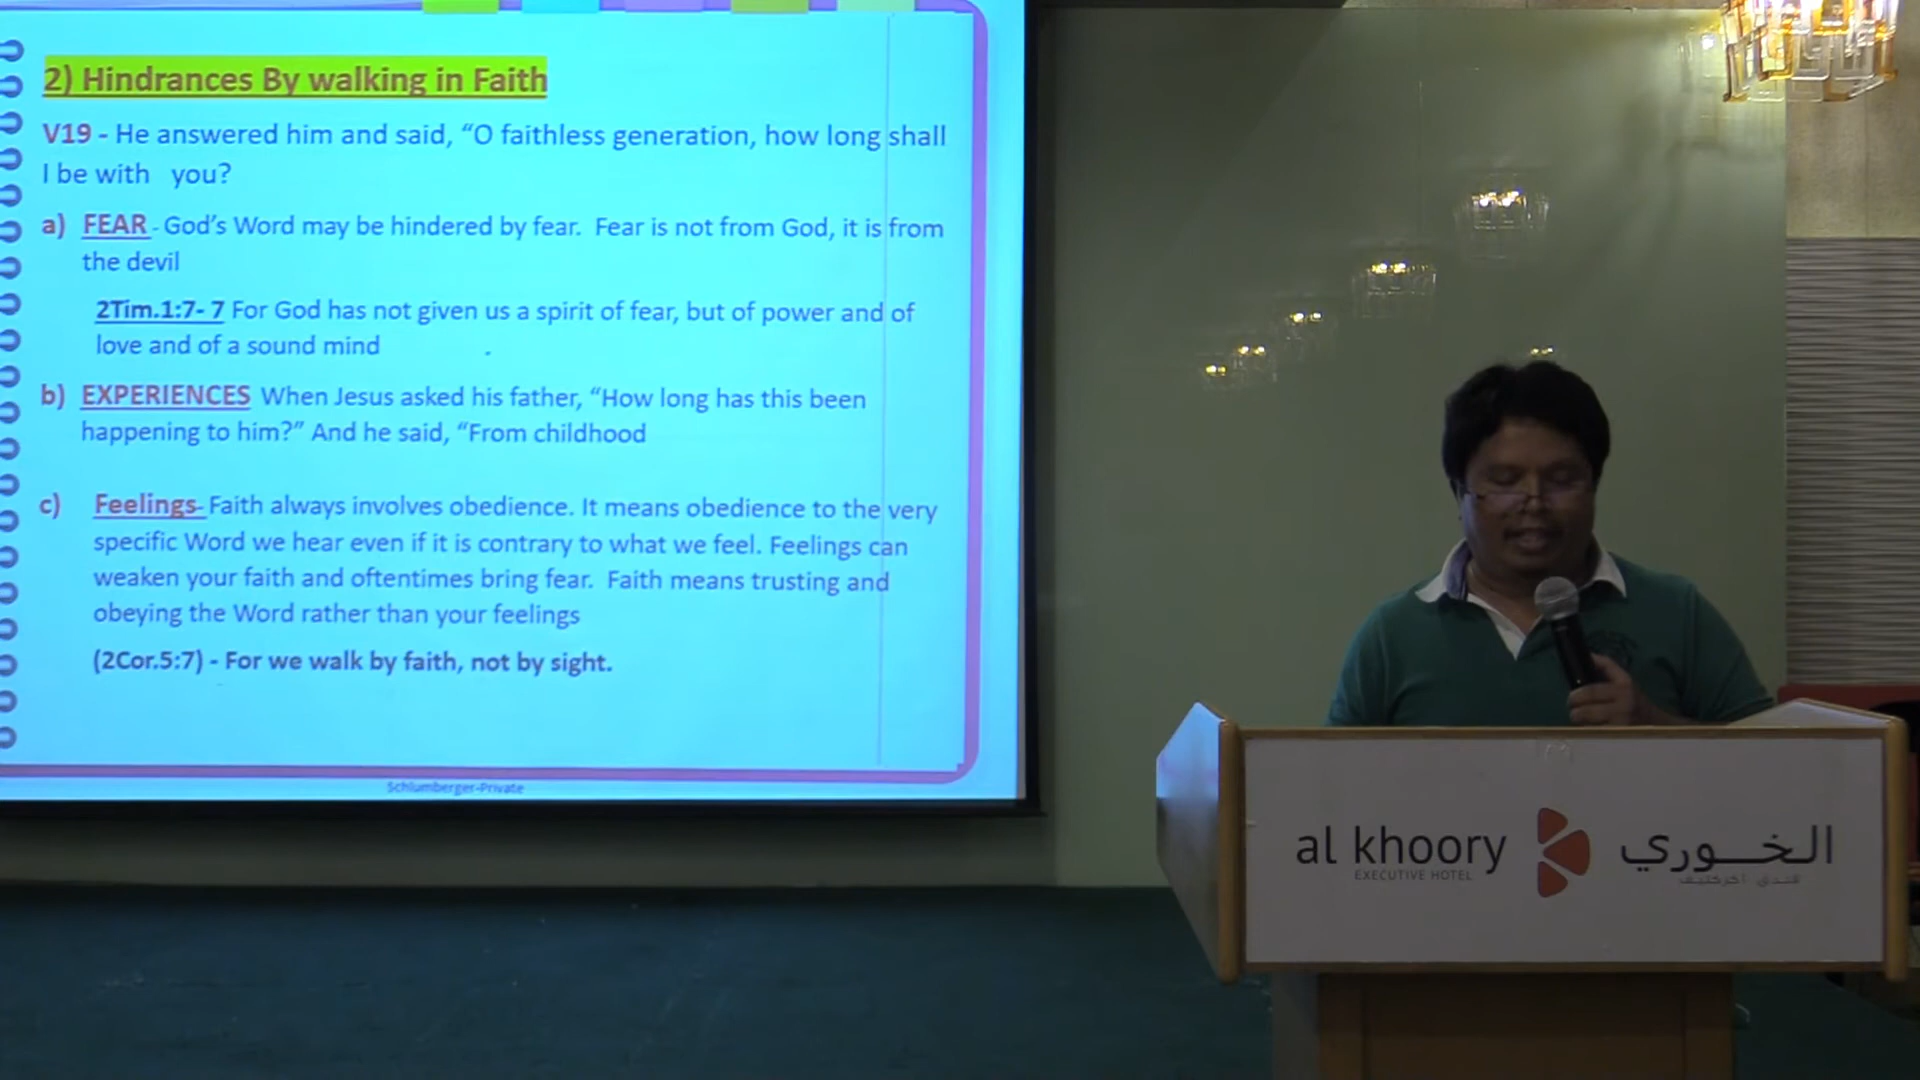 2) Hindrances By walking in Faith
V19 - He answered him and said, “O faithless generation, how long shall
I be with you?
a) FEAR - God’s Word may be hindered by fear. Fear is not from God, it is from
the devil
2Tim.1:7- 7 For God has not given us a spirit of fear, but of power and of
love and of a sound mind
b) EXPERIENCES When Jesus asked his father, “How long has this been
happening to him?” And he said, “From childhood
c) Feelings- Faith always involves obedience. It means obedience to the very
specific Word we hear even if it is contrary to what we feel. Feelings can
weaken your faith and oftentimes bring fear. Faith means trusting and
obeying the Word rather than your feelings
(2Cor.5:7) - For we walk by faith, not by sight.
Schlumberger-Private
al khoory الخوري
EXECUTIVE HOTEL